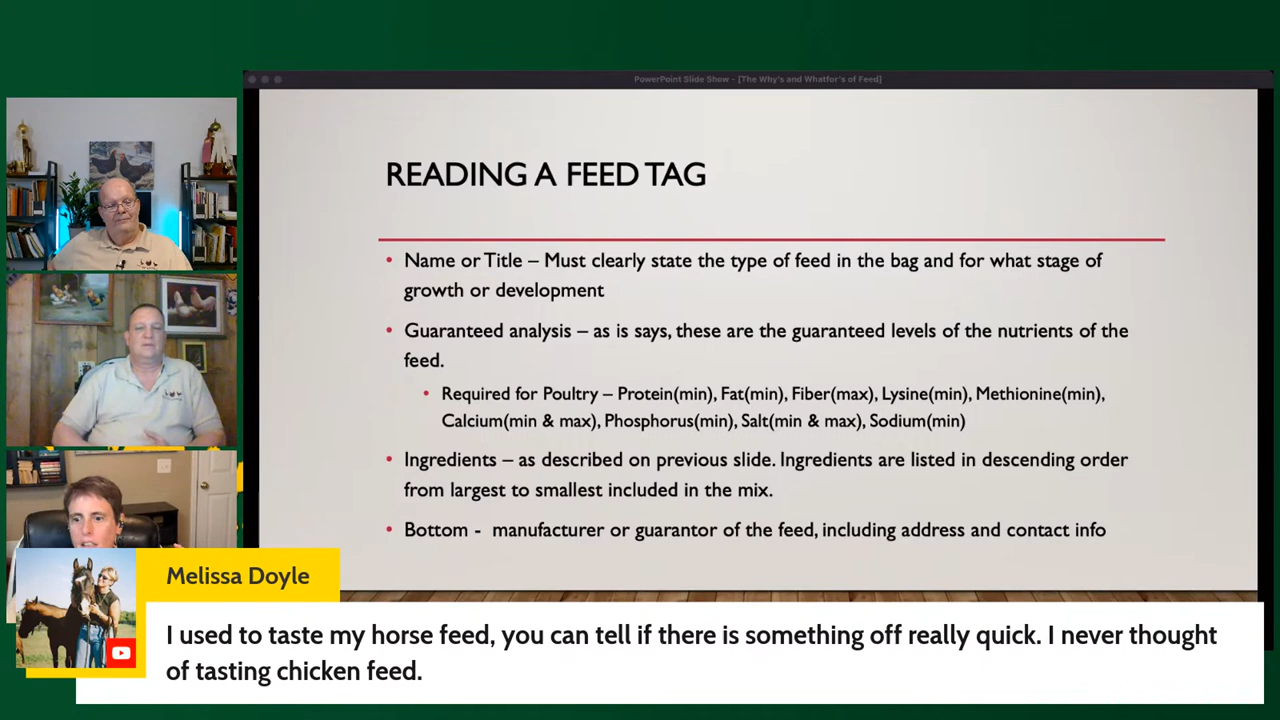 PowerPoint Slide Show - [The Why's and Whatfor's of Feed]
READING A FEED TAG
• Name or Title – Must clearly state the type of feed in the bag and for what stage of
growth or development
• Guaranteed analysis – as is says, these are the guaranteed levels of the nutrients of the
feed.
• Required for Poultry – Protein(min), Fat(min), Fiber(max), Lysine(min), Methionine(min),
Calcium(min & max), Phosphorus(min), Salt(min & max), Sodium(min)
• Ingredients – as described on previous slide. Ingredients are listed in descending order
from largest to smallest included in the mix.
• Bottom - manufacturer or guarantor of the feed, including address and contact info
Melissa Doyle
I used to taste my horse feed, you can tell if there is something off really quick. I never thought
of tasting chicken feed.